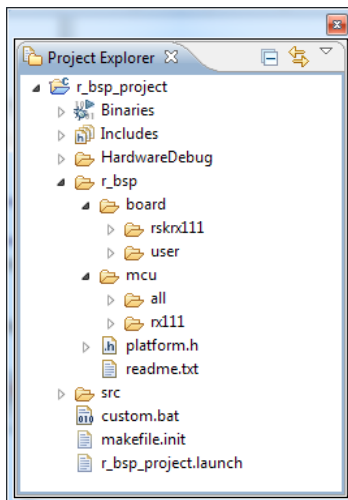 Project Explorer
r_bsp_project
Binaries
Includes
HardwareDebug
r_bsp
board
rskrx111
user
mcu
all
rx111
platform.h
readme.txt
src
custom.bat
makefile.init
r_bsp_project.launch